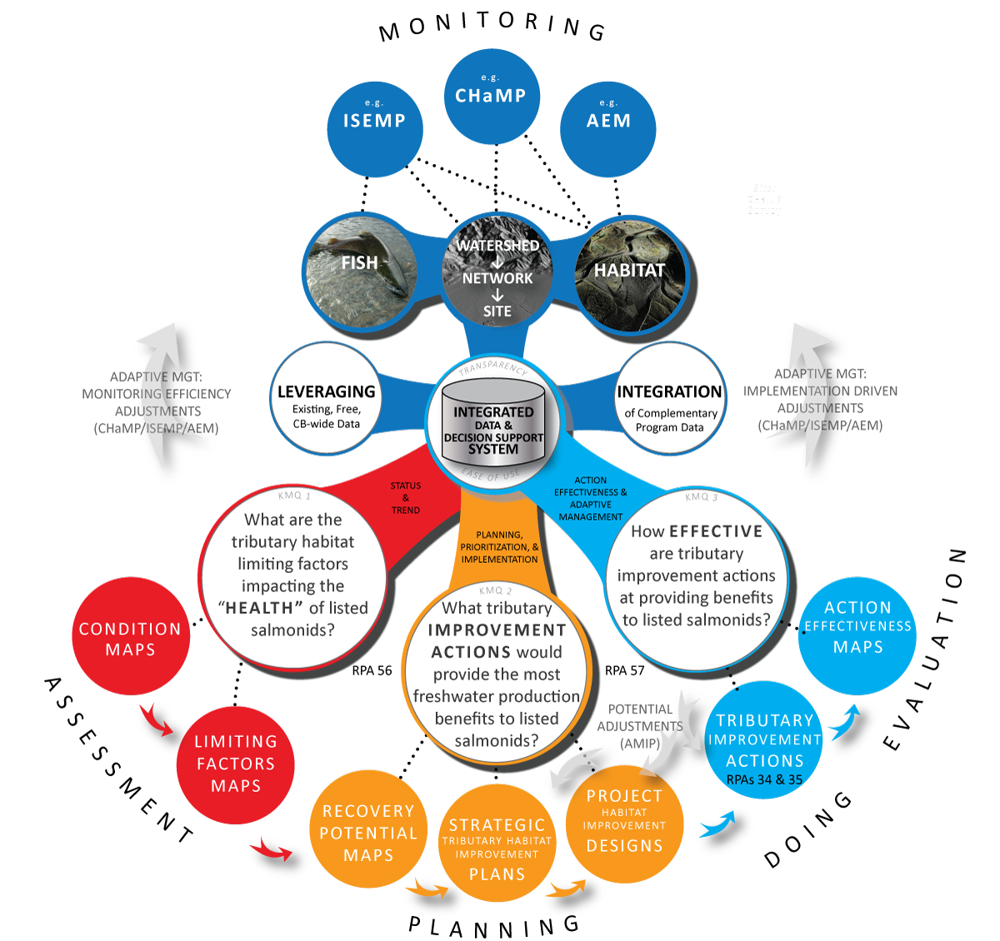 MONITORING
e.g.
CHaMP
e.g.
ISEMP
e.g.
AEM
FISH
WATERSHED
↓
NETWORK
↓
SITE
HABITAT
ADAPTIVE MGT:
MONITORING EFFICIENCY
ADJUSTMENTS
(CHaMP/ISEMP/AEM)
LEVERAGING
Existing, Free,
CB-wide Data
TRANSPARENCY
INTEGRATED
DATA &
DECISION SUPPORT
SYSTEM
EASE OF USE
INTEGRATION
of Complementary
Program Data
ADAPTIVE MGT:
IMPLEMENTATION DRIVEN
ADJUSTMENTS
(CHaMP/ISEMP/AEM)
STATUS
&
TREND
PLANNING,
PRIORITIZATION, &
IMPLEMENTATION
ACTION
EFFECTIVENESS &
ADAPTIVE
MANAGEMENT
KMQ 1
What are the
tributary habitat
limiting factors
impacting the
“HEALTH” of listed
salmonids?
KMQ 2
What tributary
IMPROVEMENT
ACTIONS would
provide the most
freshwater production
benefits to listed
salmonids?
KMQ 3
How EFFECTIVE
are tributary
improvement actions
at providing benefits
to listed salmonids?
RPA 56
RPA 57
CONDITION
MAPS
LIMITING
FACTORS
MAPS
RECOVERY
POTENTIAL
MAPS
STRATEGIC
TRIBUTARY HABITAT
IMPROVEMENT
PLANS
PROJECT
HABITAT
IMPROVEMENT
DESIGNS
POTENTIAL
ADJUSTMENTS
(AMIP)
TRIBUTARY
IMPROVEMENT
ACTIONS
RPAs 34 & 35
ACTION
EFFECTIVENESS
MAPS
ASSESSMENT
PLANNING
DOING
EVALUATION